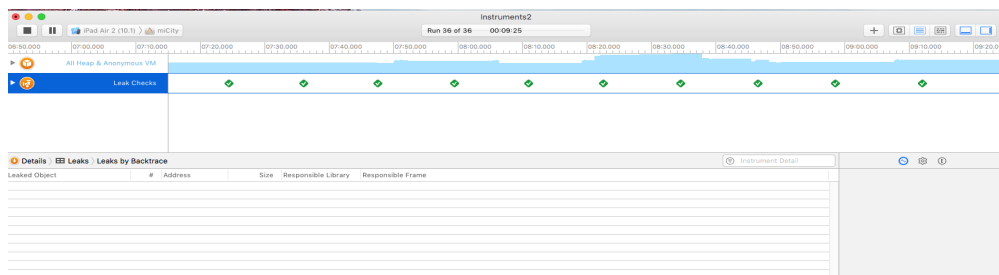 Instruments2
iPad Air 2 (10.1) miCity
Run 36 of 36 00:09:25
06:50.000 07:00.000 07:10.000 07:20.000 07:30.000 07:40.000 07:50.000 08:00.000 08:10.000 08:20.000 08:30.000 08:40.000 08:50.000 09:00.000 09:10.000 09:20.0
All Heap & Anonymous VM
Leak Checks
Details Leaks Leaks by Backtrace
Instrument Detail
Leaked Object # Address Size Responsible Library Responsible Frame